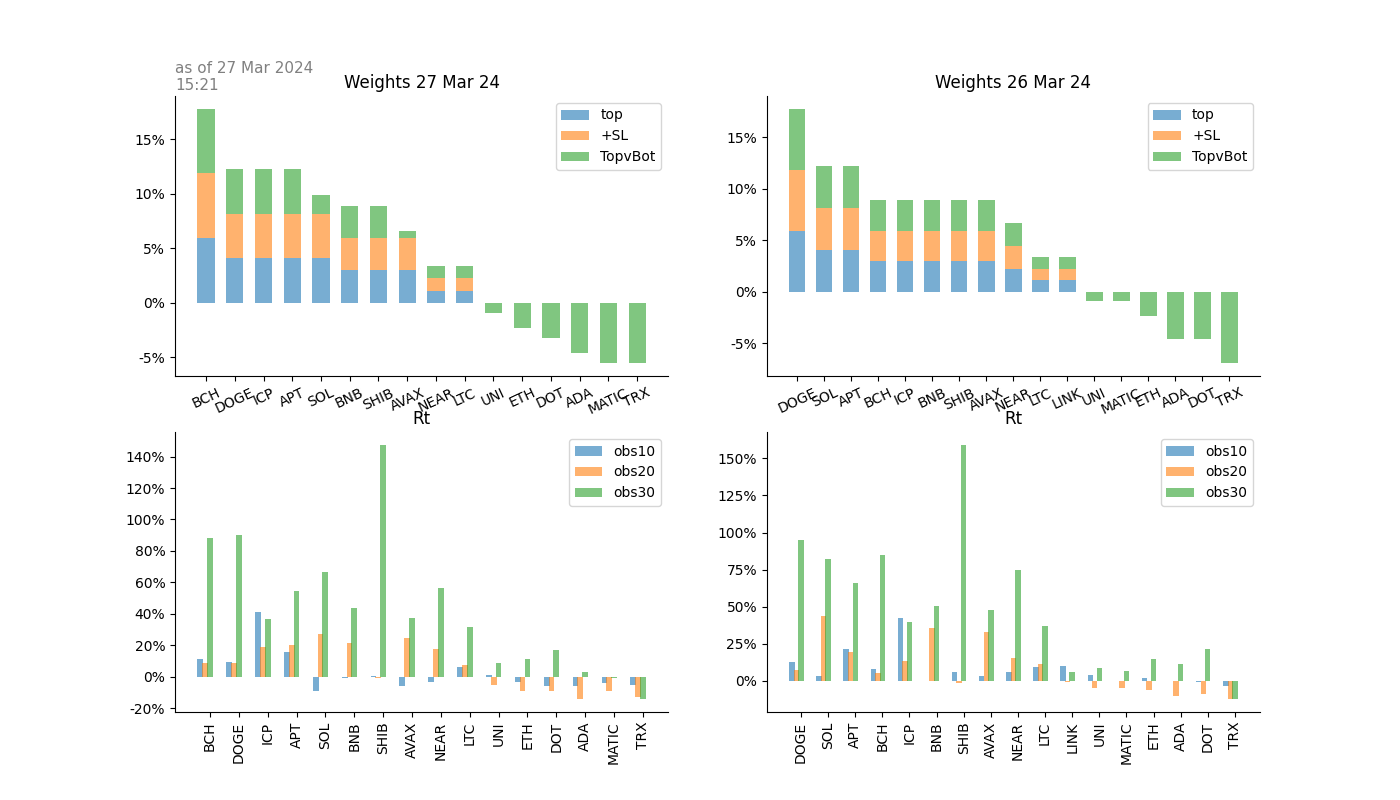 as of 27 Mar 2024
15:21
Weights 27 Mar 24
15%
10%
5%
0%
-5%
top
+SL
TopvBot
BCH DOGE ICP APT SOL BNB SHIB AVAX NEAR LTC UNI ETH DOT ADA MATIC TRX
Weights 26 Mar 24
15%
10%
5%
0%
-5%
top
+SL
TopvBot
DOGE SOL APT BCH ICP BNB SHIB AVAX NEAR LTC LINK UNI MATIC ETH ADA DOT TRX
Rt
140%
120%
100%
80%
60%
40%
20%
0%
-20%
obs10
obs20
obs30
BCH DOGE ICP APT SOL BNB SHIB AVAX NEAR LTC UNI ETH DOT ADA MATIC TRX
Rt
150%
125%
100%
75%
50%
25%
0%
obs10
obs20
obs30
DOGE SOL APT BCH ICP BNB SHIB AVAX NEAR LTC LINK UNI MATIC ETH ADA DOT TRX